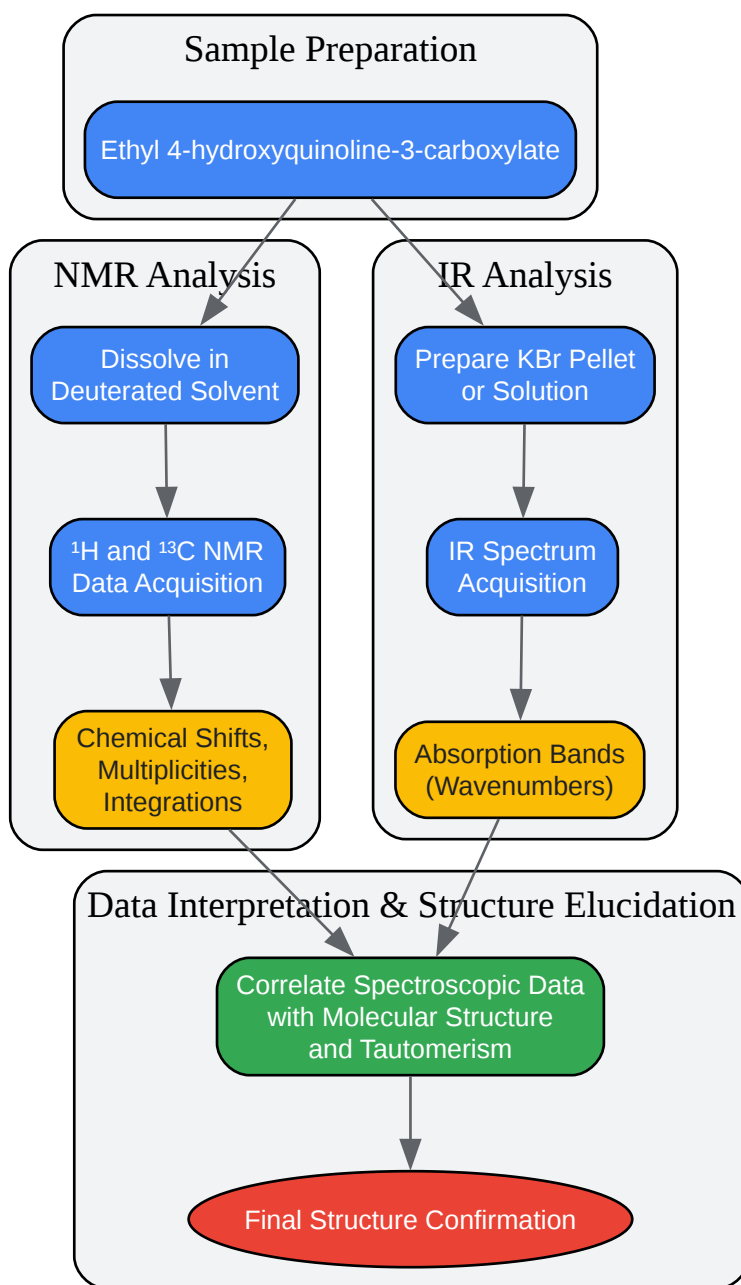 Sample Preparation
Ethyl 4-hydroxyquinoline-3-carboxylate
NMR Analysis
Dissolve in
Deuterated Solvent
¹H and ¹³C NMR
Data Acquisition
Chemical Shifts,
Multiplicities,
Integrations
IR Analysis
Prepare KBr Pellet
or Solution
IR Spectrum
Acquisition
Absorption Bands
(Wavenumbers)
Data Interpretation & Structure Elucidation
Correlate Spectroscopic Data
with Molecular Structure
and Tautomerism
Final Structure Confirmation